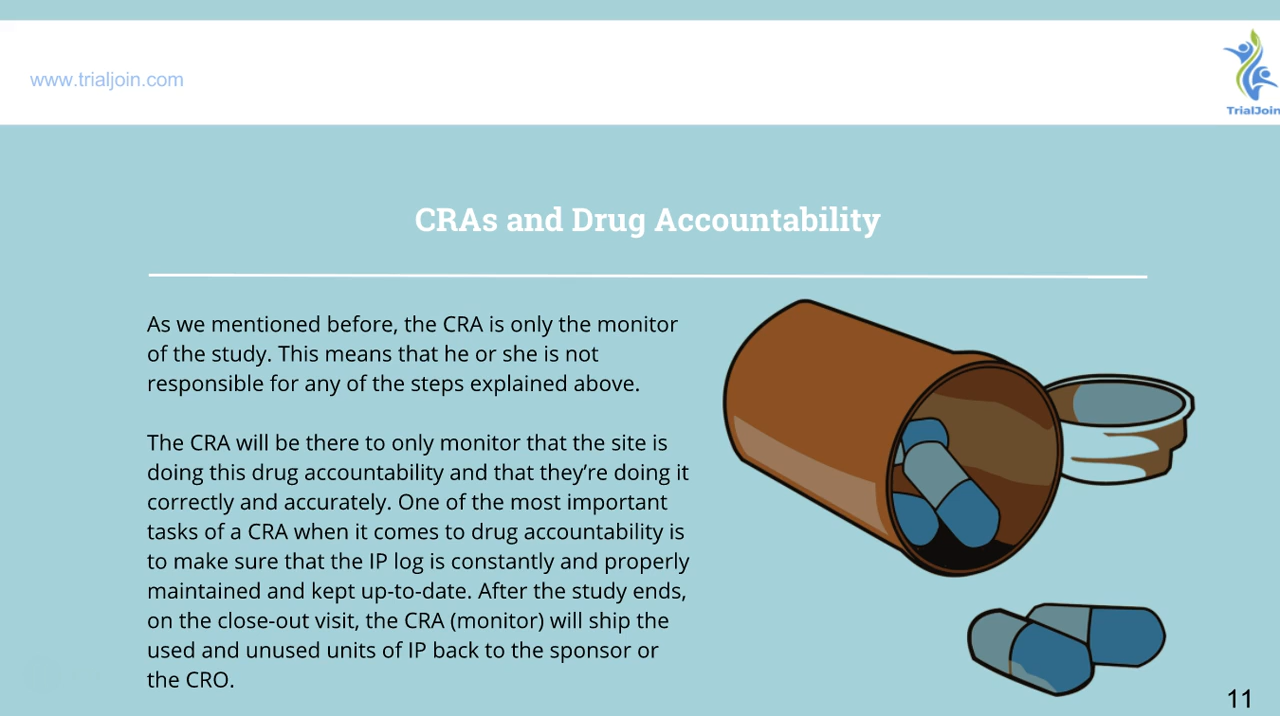 www.trialjoin.com
TrialJoin
CRAs and Drug Accountability
As we mentioned before, the CRA is only the monitor
of the study. This means that he or she is not
responsible for any of the steps explained above.
The CRA will be there to only monitor that the site is
doing this drug accountability and that they’re doing it
correctly and accurately. One of the most important
tasks of a CRA when it comes to drug accountability is
to make sure that the IP log is constantly and properly
maintained and kept up-to-date. After the study ends,
on the close-out visit, the CRA (monitor) will ship the
used and unused units of IP back to the sponsor or
the CRO.
11